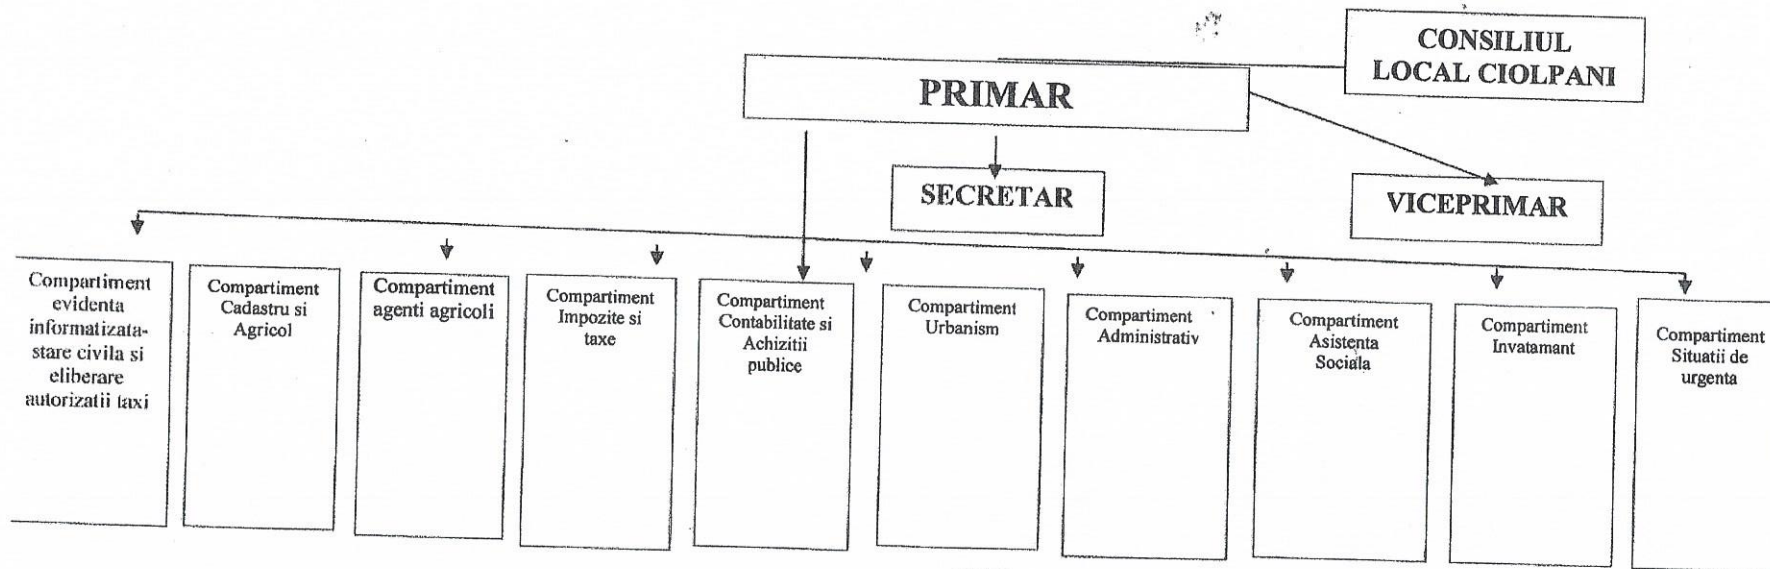 CONSILIUL
LOCAL CIOLPANI
PRIMAR
SECRETAR
VICEPRIMAR
Compartiment
evidenta
informatizata-
stare civila si
eliberare
autorizatii taxi
Compartiment
Cadastru si
Agricol
Compartiment
agenti agricoli
Compartiment
Impozite si
taxe
Compartiment
Contabilitate si
Achizitii
publice
Compartiment
Urbanism
Compartiment
Administrativ
Compartiment
Asistenta
Sociala
Compartiment
Invatamant
Compartiment
Situatii de
urgenta